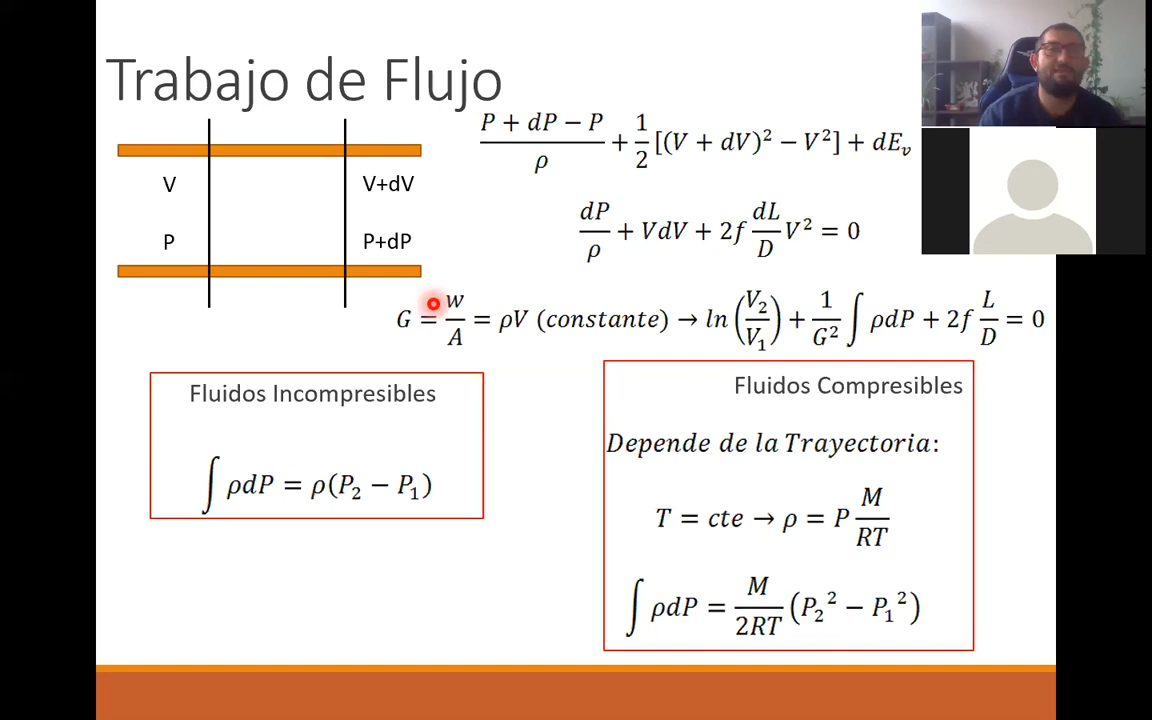 Trabajo de Flujo
V
V+dV
P
P+dP
(P + dP − P)/ρ + 1/2 [(V + dV)² − V²] + dE_v
dP/ρ + VdV + 2f dL/D V² = 0
G = w/A = ρV (constante) → ln(V₂/V₁) + 1/G² ∫ρdP + 2f L/D = 0
Fluidos Incompresibles
∫ρdP = ρ(P₂ − P₁)
Fluidos Compresibles
Depende de la Trayectoria:
T = cte → ρ = P M/RT
∫ρdP = M/2RT (P₂² − P₁²)